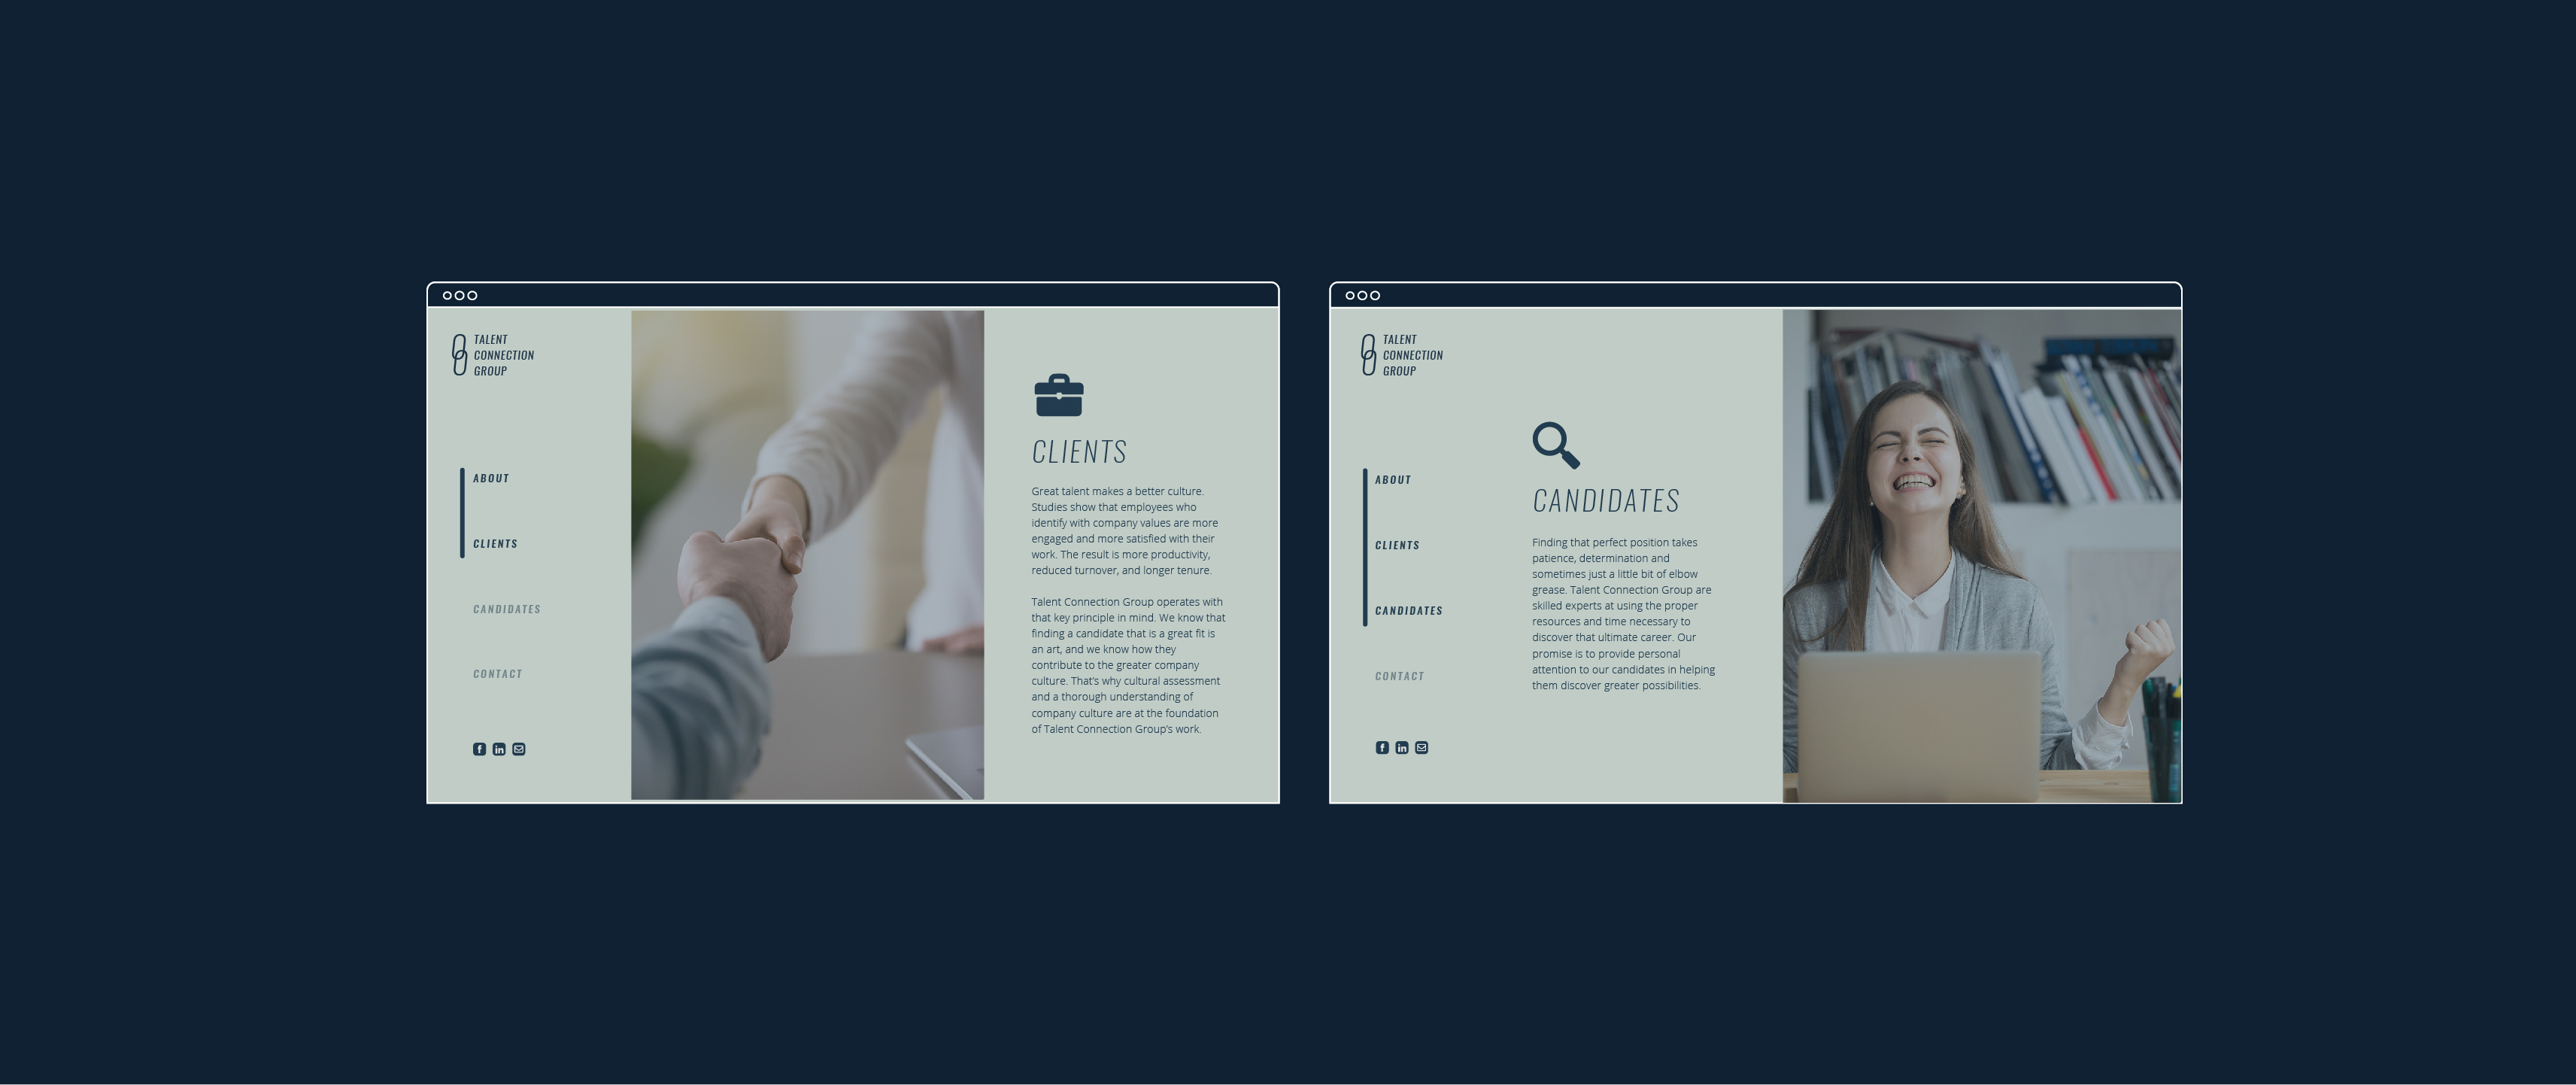 TALENT
CONNECTION
GROUP
ABOUT
CLIENTS
CANDIDATES
CONTACT
CLIENTS
Great talent makes a better culture.
Studies show that employees who
identify with company values are more
engaged and more satisfied with their
work. The result is more productivity,
reduced turnover, and longer tenure.
Talent Connection Group operates with
that key principle in mind. We know that
finding a candidate that is a great fit is
an art, and we know how they
contribute to the greater company
culture. That's why cultural assessment
and a thorough understanding of
company culture are at the foundation
of Talent Connection Group's work.
TALENT
CONNECTION
GROUP
ABOUT
CLIENTS
CANDIDATES
CONTACT
CANDIDATES
Finding that perfect position takes
patience, determination and
sometimes just a little bit of elbow
grease. Talent Connection Group are
skilled experts at using the proper
resources and time necessary to
discover that ultimate career. Our
promise is to provide personal
attention to our candidates in helping
them discover greater possibilities.